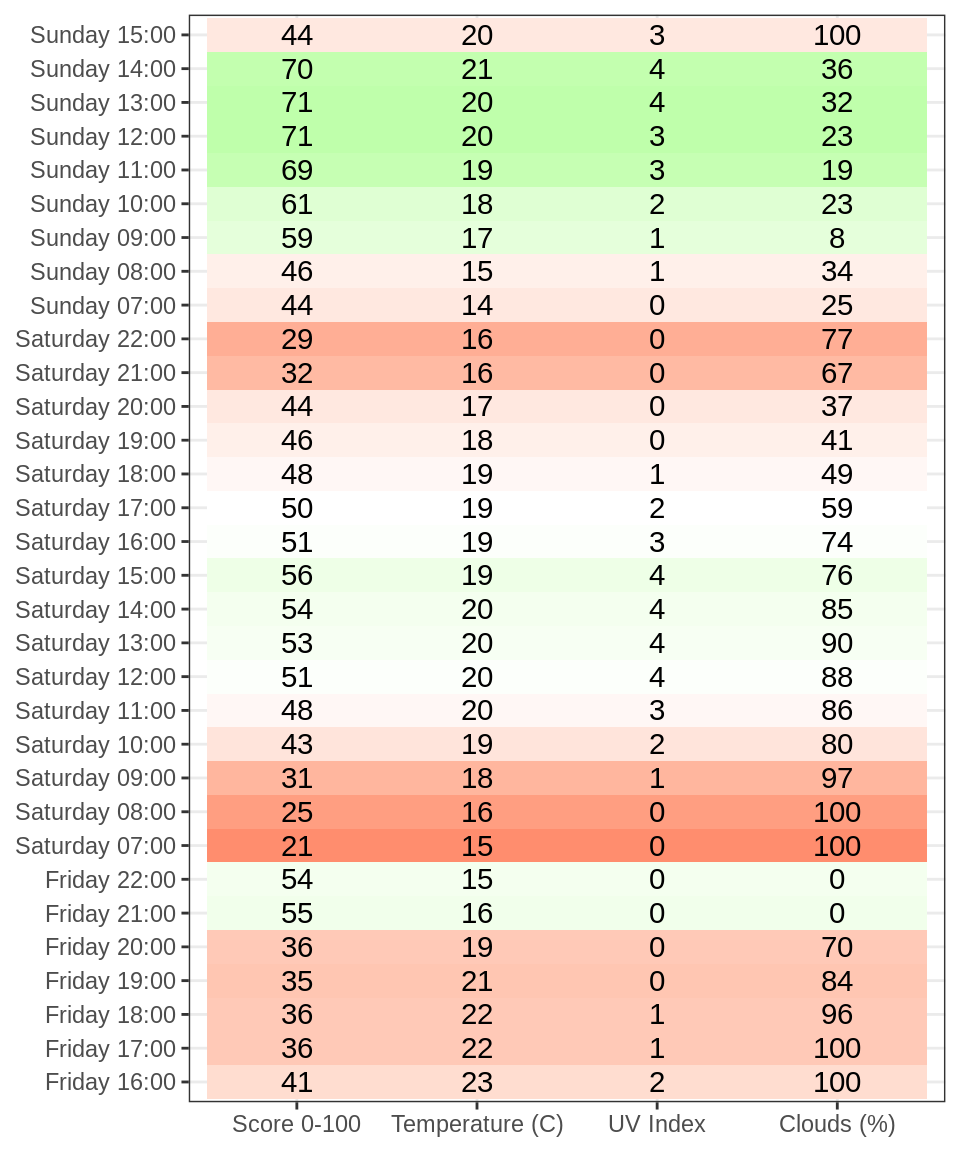 Sunday 15:00 44 20 3 100
Sunday 14:00 70 21 4 36
Sunday 13:00 71 20 4 32
Sunday 12:00 71 20 3 23
Sunday 11:00 69 19 3 19
Sunday 10:00 61 18 2 23
Sunday 09:00 59 17 1 8
Sunday 08:00 46 15 1 34
Sunday 07:00 44 14 0 25
Saturday 22:00 29 16 0 77
Saturday 21:00 32 16 0 67
Saturday 20:00 44 17 0 37
Saturday 19:00 46 18 0 41
Saturday 18:00 48 19 1 49
Saturday 17:00 50 19 2 59
Saturday 16:00 51 19 3 74
Saturday 15:00 56 19 4 76
Saturday 14:00 54 20 4 85
Saturday 13:00 53 20 4 90
Saturday 12:00 51 20 4 88
Saturday 11:00 48 20 3 86
Saturday 10:00 43 19 2 80
Saturday 09:00 31 18 1 97
Saturday 08:00 25 16 0 100
Saturday 07:00 21 15 0 100
Friday 22:00 54 15 0 0
Friday 21:00 55 16 0 0
Friday 20:00 36 19 0 70
Friday 19:00 35 21 0 84
Friday 18:00 36 22 1 96
Friday 17:00 36 22 1 100
Friday 16:00 41 23 2 100
Score 0-100 Temperature (C) UV Index Clouds (%)